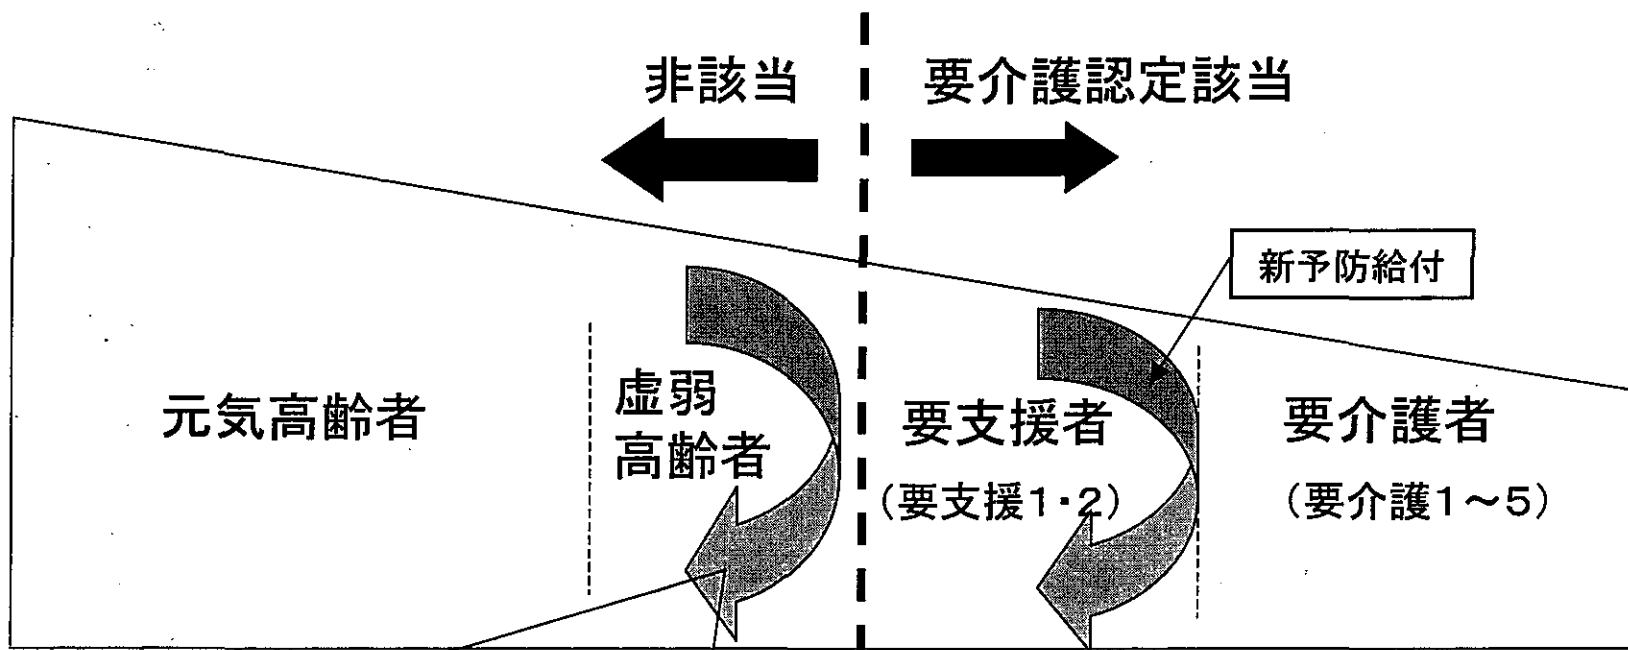 非該当
要介護認定該当
新予防給付
元気高齢者
虚弱
高齢者
要支援者
(要支援1・2)
要介護者
(要介護1～5)